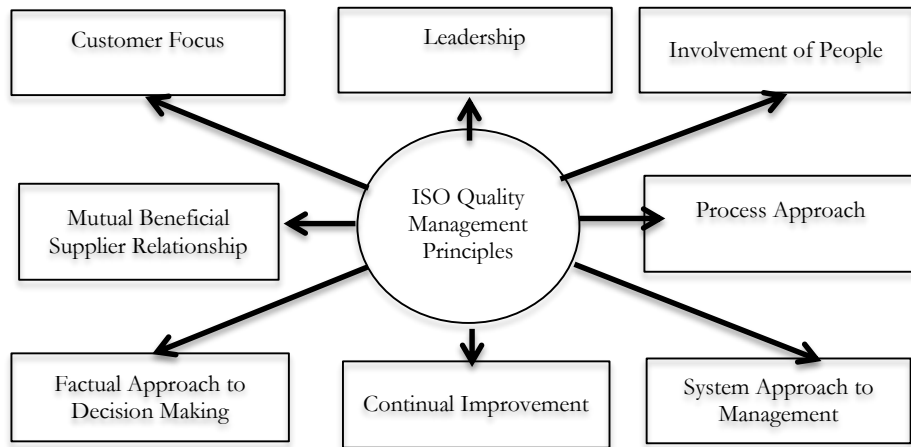 Customer Focus
Leadership
Involvement of People
Mutual Beneficial
Supplier Relationship
ISO Quality
Management
Principles
Process Approach
Factual Approach to
Decision Making
Continual Improvement
System Approach to
Management